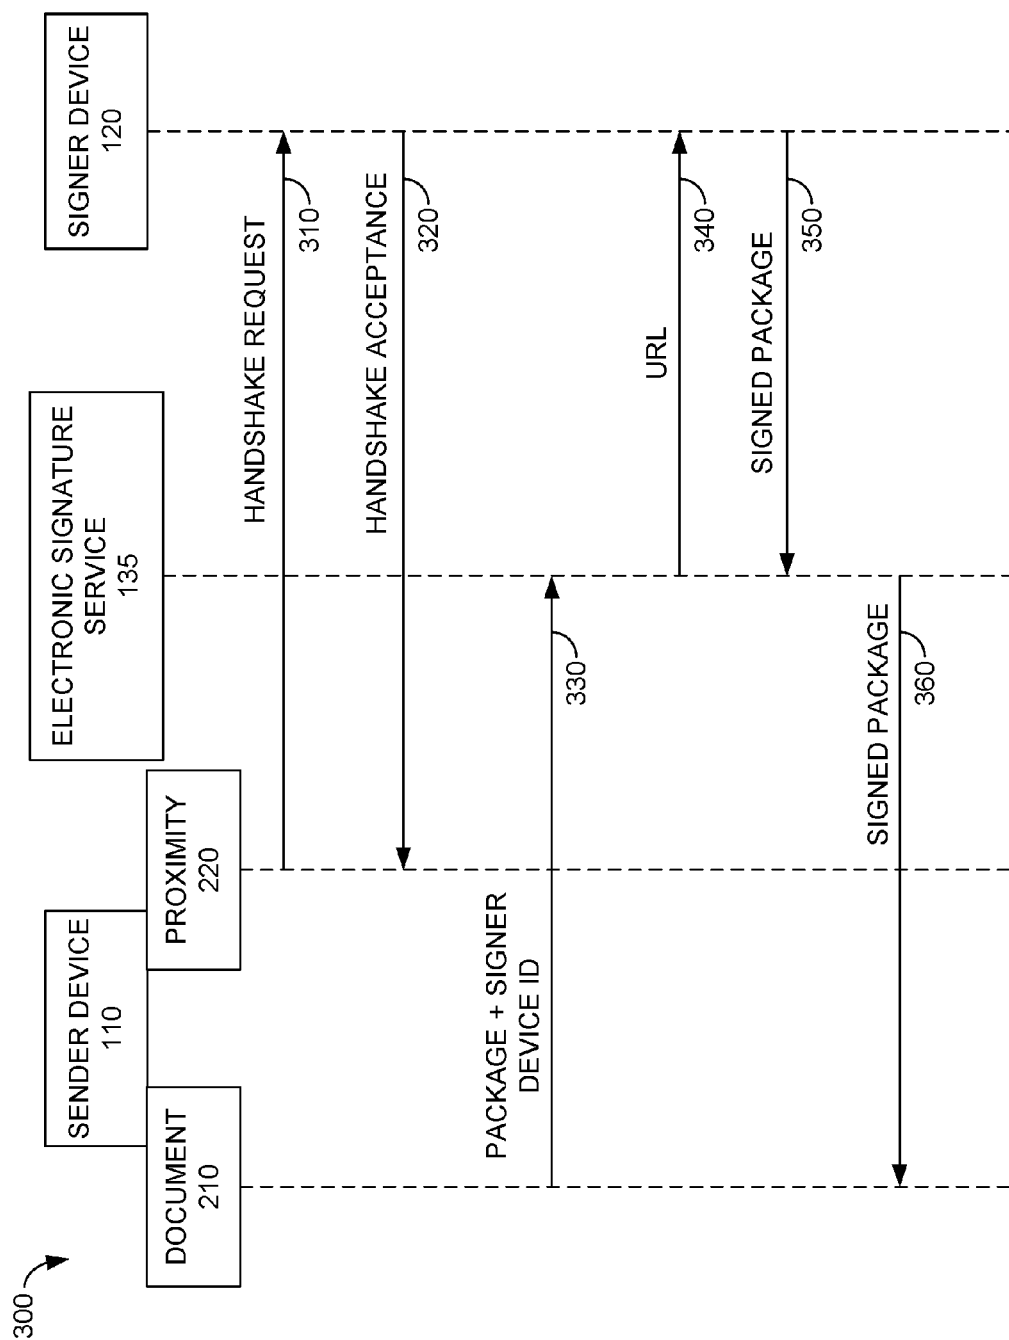 300
SENDER DEVICE
110
DOCUMENT
210
PROXIMITY
220
ELECTRONIC SIGNATURE
SERVICE
135
SIGNER DEVICE
120
HANDSHAKE REQUEST
310
HANDSHAKE ACCEPTANCE
320
PACKAGE + SIGNER
DEVICE ID
330
URL
340
SIGNED PACKAGE
350
SIGNED PACKAGE
360